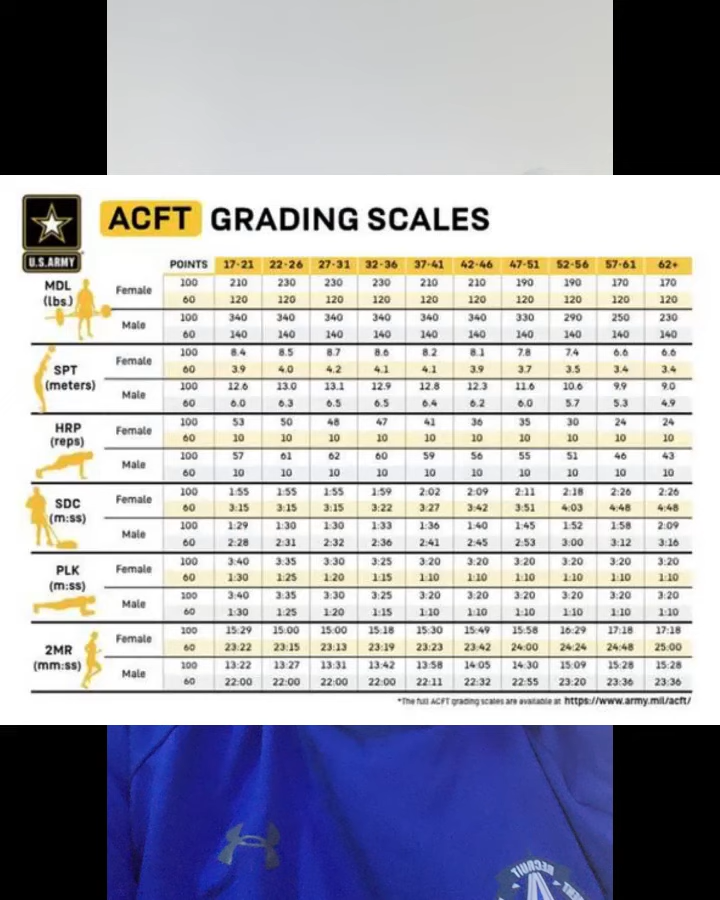 ACFT GRADING SCALES
U.S.ARMY
POINTS 17-21 22-26 27-31 32-36 37-41 42-46 47-51 52-56 57-61 62+
MDL (lbs.) Female 100 210 230 230 230 210 210 190 190 170 170
60 120 120 120 120 120 120 120 120 120 120
Male 100 340 340 340 340 340 340 330 290 250 230
60 140 140 140 140 140 140 140 140 140 140
SPT (meters) Female 100 8.4 8.5 8.7 8.6 8.2 8.1 7.8 7.4 6.6 6.6
60 3.9 4.0 4.2 4.1 4.1 3.9 3.7 3.5 3.4 3.4
Male 100 12.6 13.0 13.1 12.9 12.8 12.3 11.6 10.6 9.9 9.0
60 6.0 6.3 6.5 6.5 6.4 6.2 6.0 5.7 5.3 4.9
HRP (reps) Female 100 53 50 48 47 41 36 35 30 24 24
60 10 10 10 10 10 10 10 10 10 10
Male 100 57 61 62 60 59 56 55 51 46 43
60 10 10 10 10 10 10 10 10 10 10
SDC (m:ss) Female 100 1:55 1:55 1:55 1:59 2:02 2:09 2:11 2:18 2:26 2:26
60 3:15 3:15 3:15 3:22 3:27 3:42 3:51 4:03 4:48 4:48
Male 100 1:29 1:30 1:30 1:33 1:36 1:40 1:45 1:52 1:58 2:09
60 2:28 2:31 2:32 2:36 2:41 2:45 2:53 3:00 3:12 3:16
PLK (m:ss) Female 100 3:40 3:35 3:30 3:25 3:20 3:20 3:20 3:20 3:20 3:20
60 1:30 1:25 1:20 1:15 1:10 1:10 1:10 1:10 1:10 1:10
Male 100 3:40 3:35 3:30 3:25 3:20 3:20 3:20 3:20 3:20 3:20
60 1:30 1:25 1:20 1:15 1:10 1:10 1:10 1:10 1:10 1:10
2MR (mm:ss) Female 100 15:29 15:00 15:00 15:18 15:30 15:49 15:58 16:29 17:18 17:18
60 23:22 23:15 23:13 23:19 23:23 23:42 24:00 24:24 24:48 25:00
Male 100 13:22 13:27 13:31 13:42 13:58 14:05 14:30 15:09 15:28 15:28
60 22:00 22:00 22:00 22:00 22:11 22:32 22:55 23:20 23:36 23:36
*The full ACFT grading scales are available at https://www.army.mil/acft/
RECRUIT